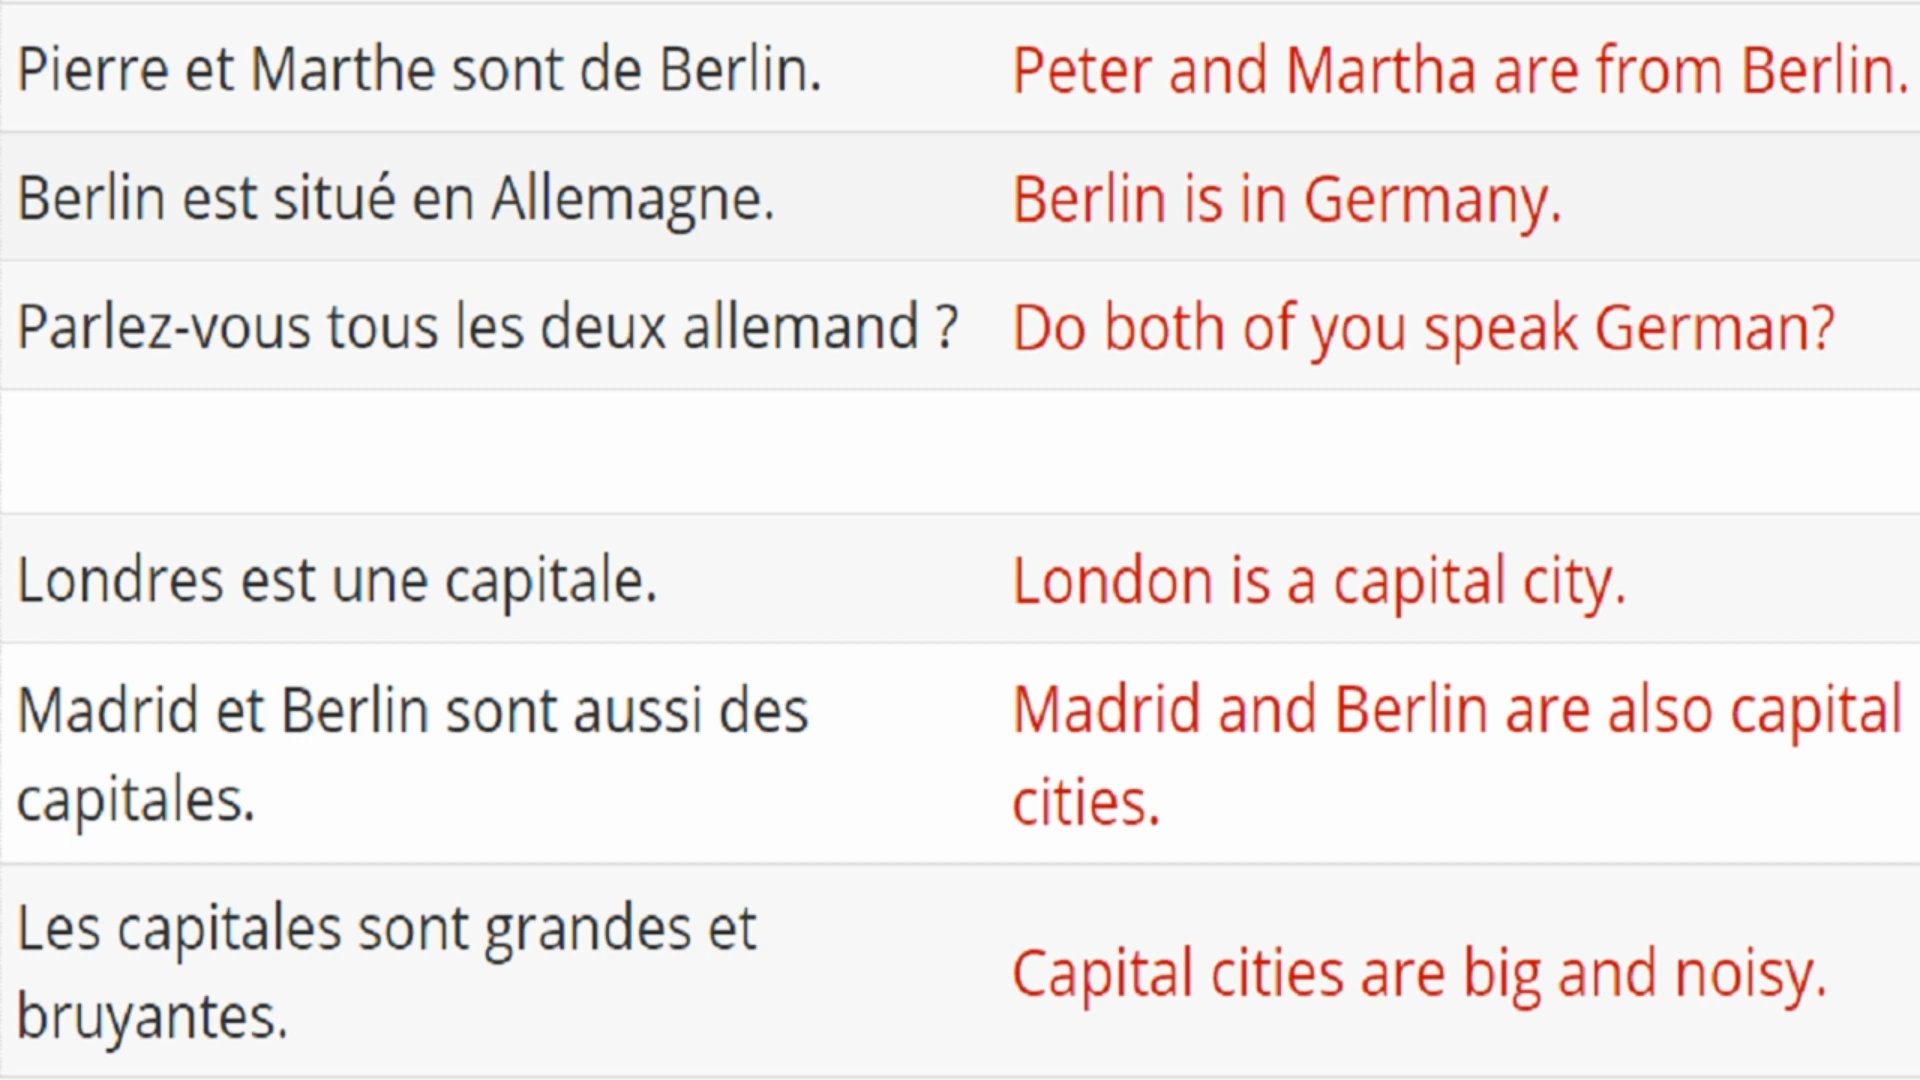 Pierre et Marthe sont de Berlin. Peter and Martha are from Berlin.
Berlin est situé en Allemagne. Berlin is in Germany.
Parlez-vous tous les deux allemand ? Do both of you speak German?
Londres est une capitale. London is a capital city.
Madrid et Berlin sont aussi des
capitales.
Madrid and Berlin are also capital
cities.
Les capitales sont grandes et
bruyantes.
Capital cities are big and noisy.